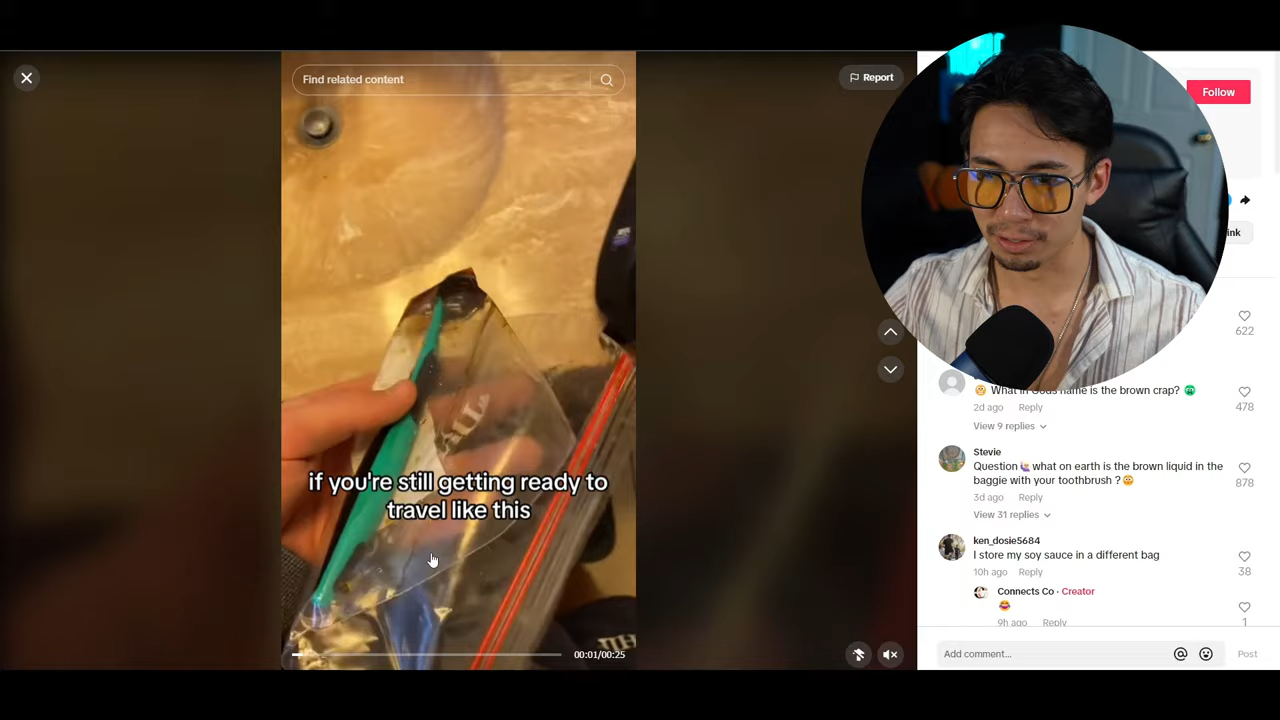 Find related content
Report
if you're still getting ready to
travel like this
00:01/00:25
Follow
ink
622
What in Gods name is the brown crap?
2d ago Reply
478
View 9 replies
Stevie
Question what on earth is the brown liquid in the
baggie with your toothbrush ?
878
3d ago Reply
View 31 replies
ken_dosie5684
I store my soy sauce in a different bag
10h ago Reply
38
Connects Co · Creator
9h ago Reply
1
Add comment...
Post